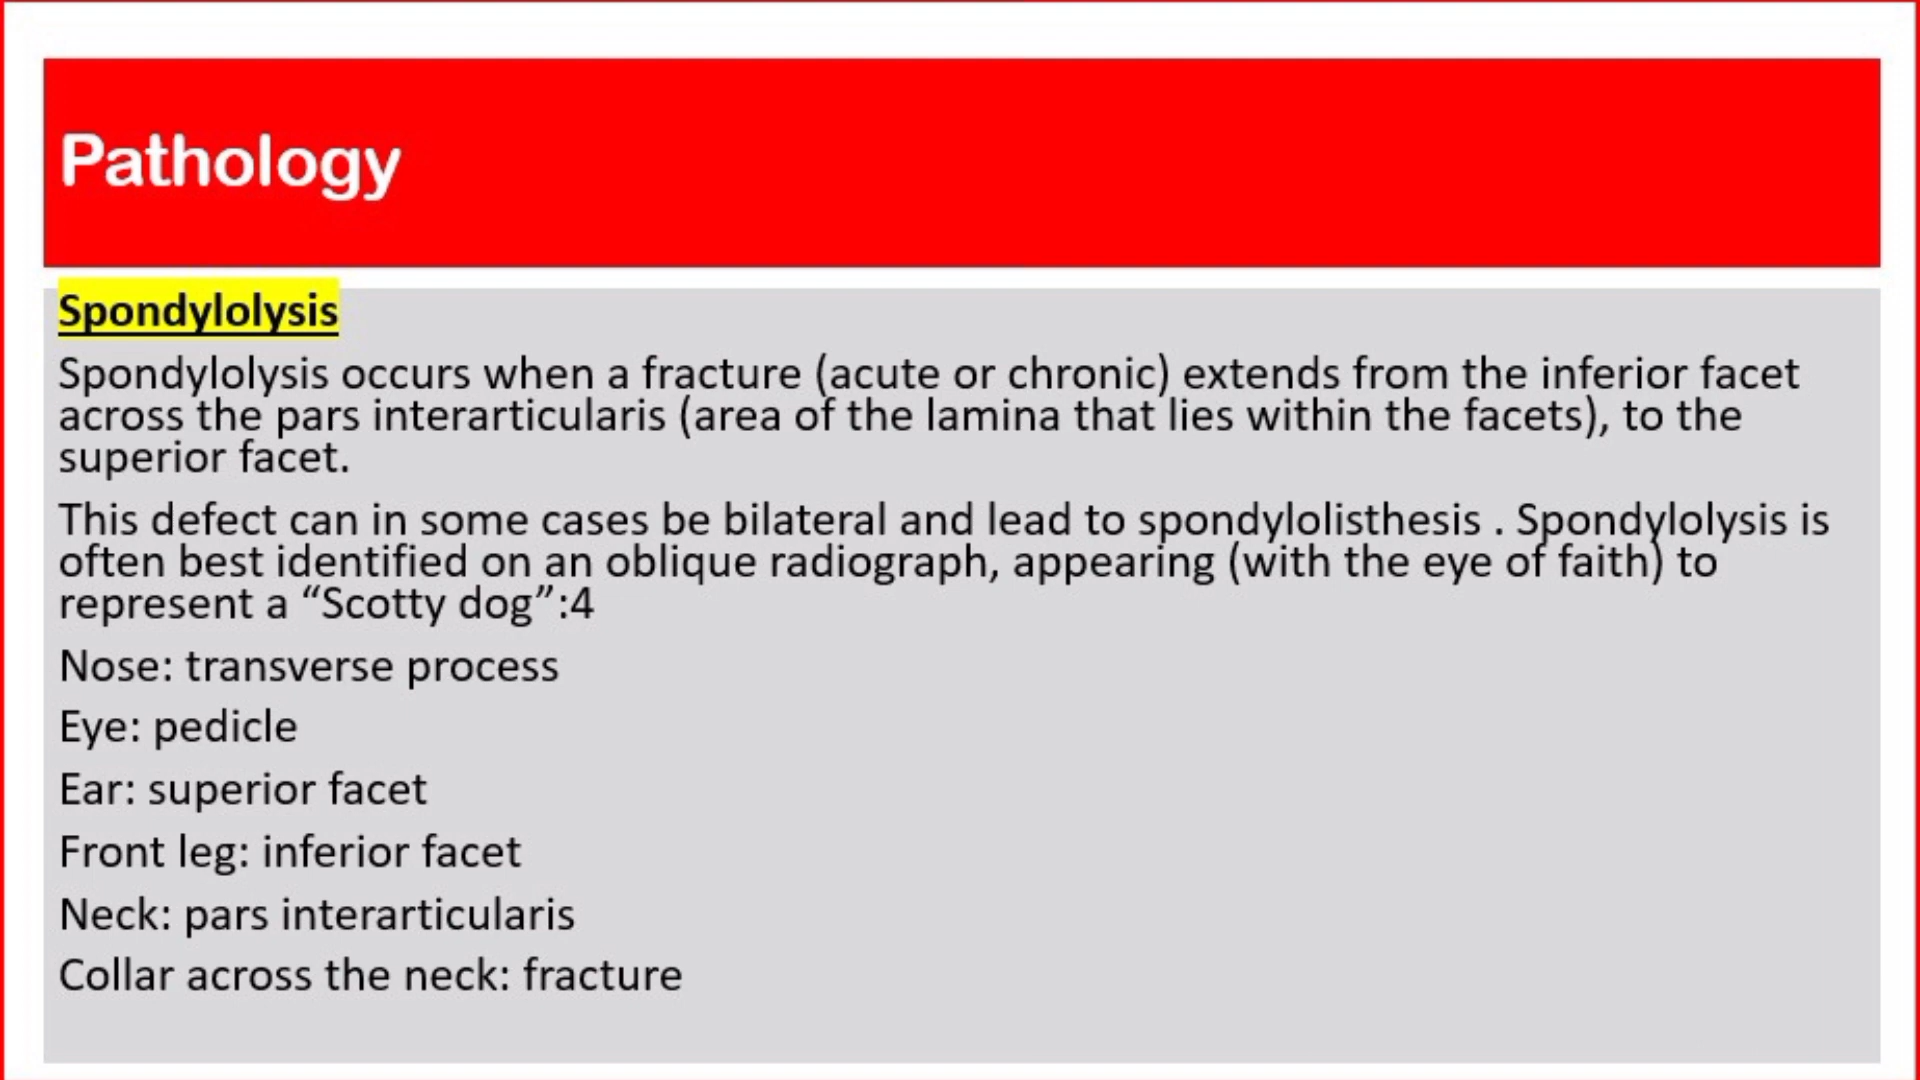 Pathology
Spondylolysis
Spondylolysis occurs when a fracture (acute or chronic) extends from the inferior facet
across the pars interarticularis (area of the lamina that lies within the facets), to the
superior facet.
This defect can in some cases be bilateral and lead to spondylolisthesis . Spondylolysis is
often best identified on an oblique radiograph, appearing (with the eye of faith) to
represent a “Scotty dog”:4
Nose: transverse process
Eye: pedicle
Ear: superior facet
Front leg: inferior facet
Neck: pars interarticularis
Collar across the neck: fracture